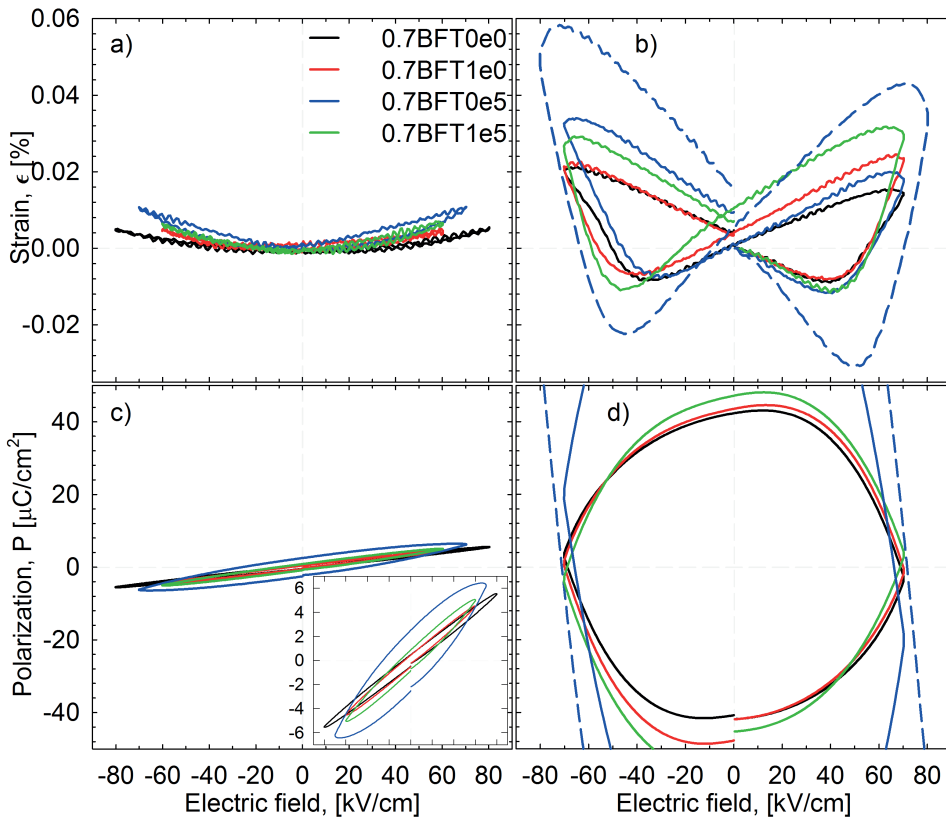 a)
0.7BFT0e0
0.7BFT1e0
0.7BFT0e5
0.7BFT1e5
b)
0.06
0.04
0.02
0.00
-0.02
Strain, ϵ [%]
c)
d)
40
20
0
-20
-40
Polarization, P [µC/cm²]
6
4
2
0
-2
-4
-6
-80 -60 -40 -20 0 20 40 60 80
-80 -60 -40 -20 0 20 40 60 80
Electric field, [kV/cm]
Electric field, [kV/cm]